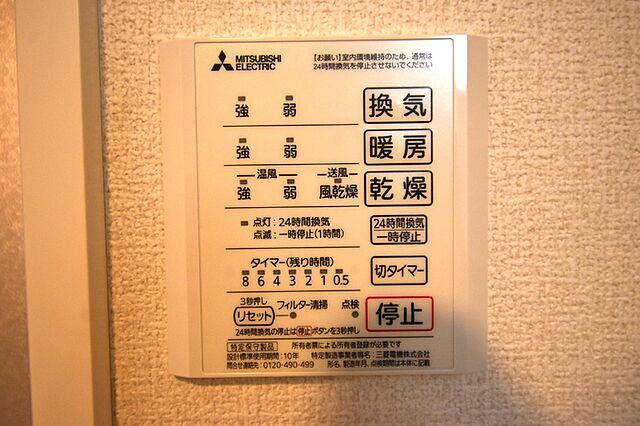 MITSUBISHI
ELECTRIC
【お願い】室内環境維持のため、通常は
24時間換気を停止させないでください
強 弱 換気
強 弱 暖房
温風 送風
強 弱 風乾燥 乾燥
点灯:24時間換気
点滅:一時停止(1時間)
24時間換気
一時停止
タイマー(残り時間)
8 6 4 3 2 1 0.5
切タイマー
3秒押し
リセット フィルター清掃 点検
停止
24時間換気の停止は停止ボタンを3秒押し
特定保守製品 所有者票による所有者登録が必要です
設計標準使用期間:10年 特定製造事業者等名:三菱電機株式会社
問合せ連絡先:0120-490-499 形名、製造年月、点検期間は本体に記載